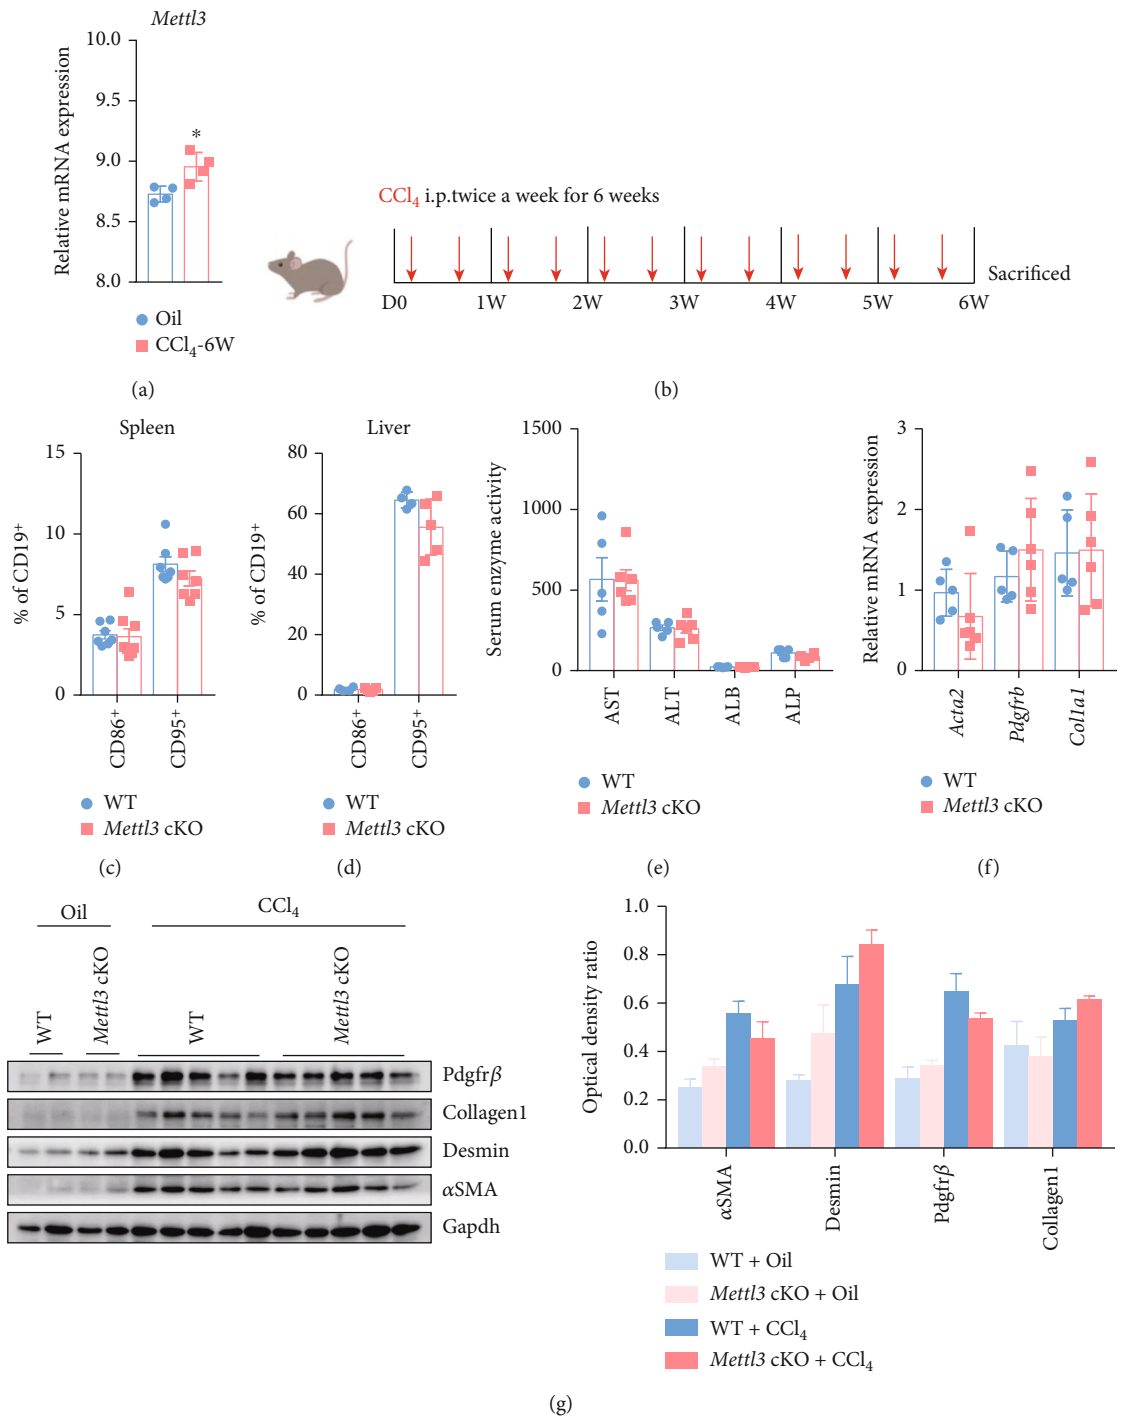 Mettl3
Relative mRNA expression
10.0
9.5
9.0
8.5
8.0
*
Oil
CCl4-6W
(a)
CCl4 i.p.twice a week for 6 weeks
D0 1W 2W 3W 4W 5W 6W
Sacrificed
(b)
Spleen
% of CD19+
15
10
5
0
CD86+
CD95+
WT
Mettl3 cKO
(c)
Liver
% of CD19+
80
60
40
20
0
CD86+
CD95+
WT
Mettl3 cKO
(d)
Serum enzyme activity
1500
1000
500
0
AST
ALT
ALB
ALP
WT
Mettl3 cKO
(e)
Relative mRNA expression
3
2
1
0
Acta2
Pdgfrb
Col1a1
WT
Mettl3 cKO
(f)
Oil
CCl4
WT
Mettl3 cKO
WT
Mettl3 cKO
Pdgfrβ
Collagen1
Desmin
αSMA
Gapdh
Optical density ratio
1.0
0.8
0.6
0.4
0.2
0.0
αSMA
Desmin
Pdgfrβ
Collagen1
WT + Oil
Mettl3 cKO + Oil
WT + CCl4
Mettl3 cKO + CCl4
(g)